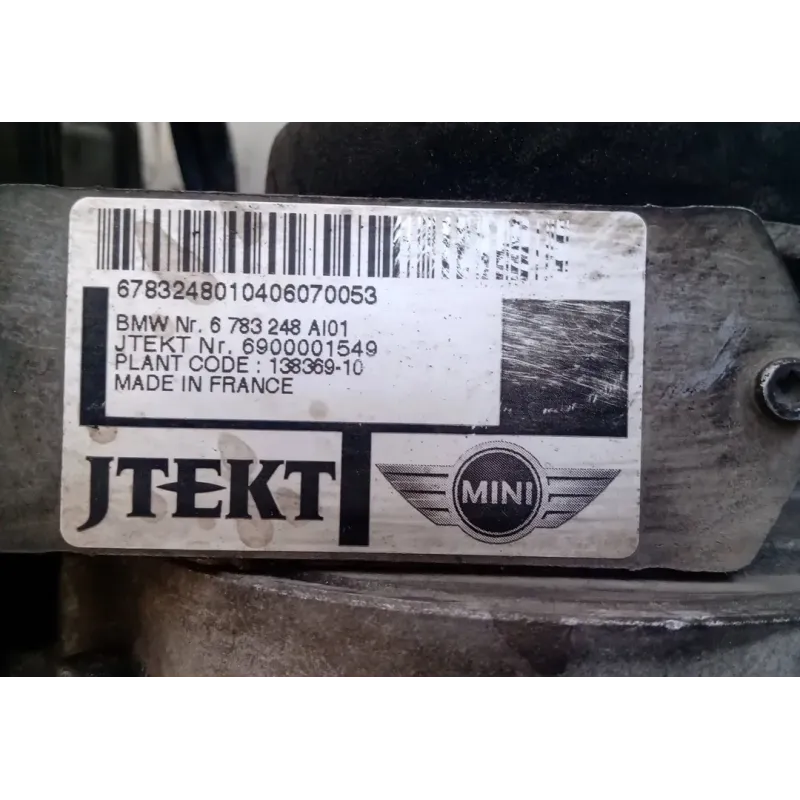 6783248010406070053
BMW Nr. 6 783 248 AI01
JTEKT Nr. 6900001549
PLANT CODE : 138369-10
MADE IN FRANCE
JTEKT
MINI